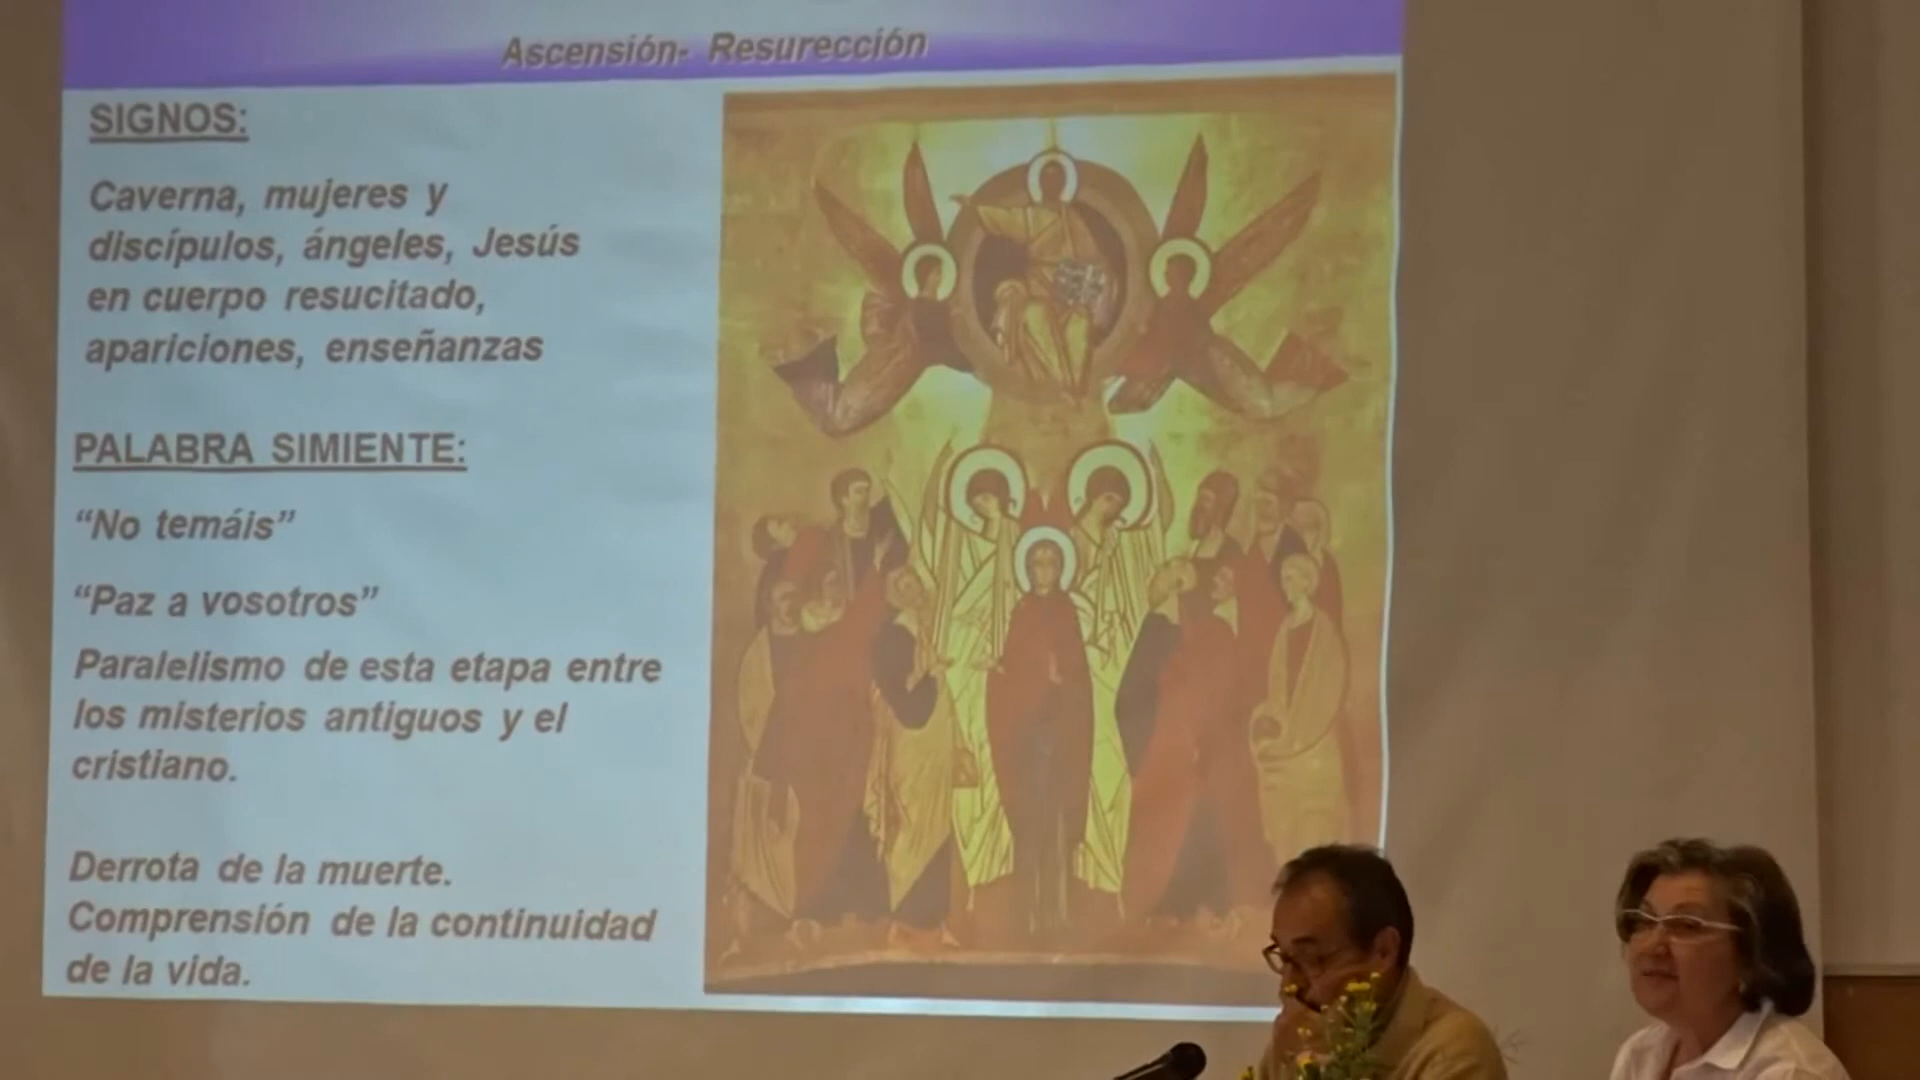 Ascensión- Resurección
SIGNOS:
Caverna, mujeres y
discípulos, ángeles, Jesús
en cuerpo resucitado,
apariciones, enseñanzas
PALABRA SIMIENTE:
“No temáis”
“Paz a vosotros”
Paralelismo de esta etapa entre
los misterios antiguos y el
cristiano.
Derrota de la muerte.
Comprensión de la continuidad
de la vida.